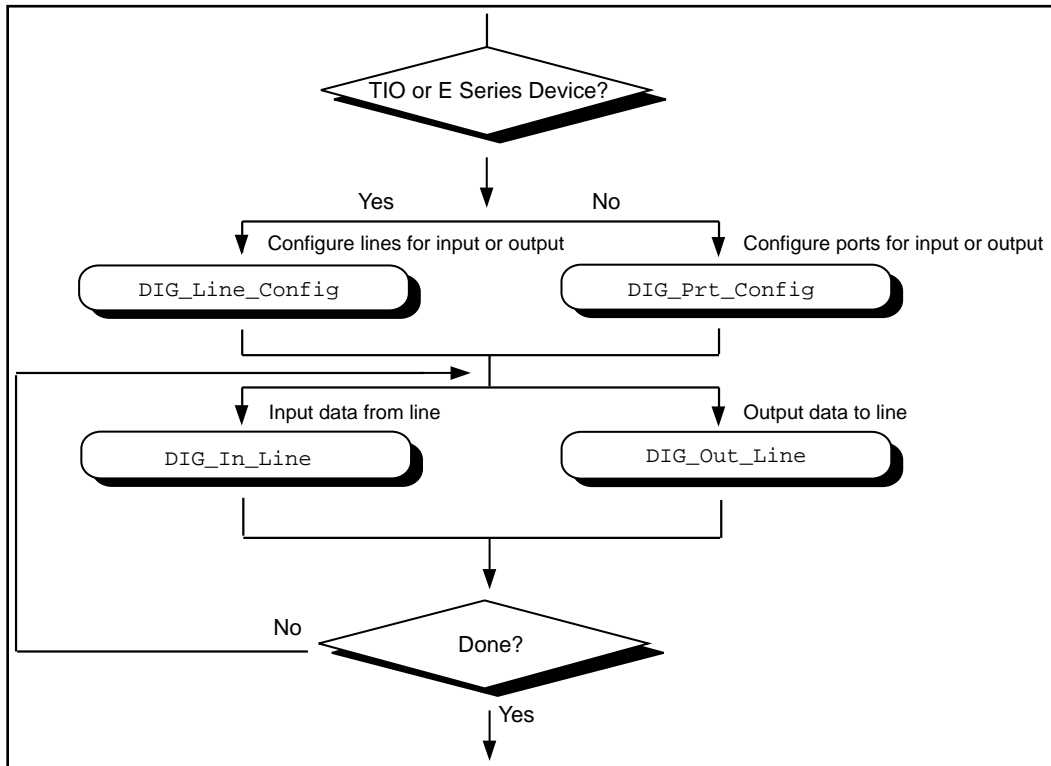 TIO or E Series Device?
Yes
No
Configure lines for input or output
Configure ports for input or output
DIG_Line_Config
DIG_Prt_Config
Input data from line
Output data to line
DIG_In_Line
DIG_Out_Line
No
Done?
Yes